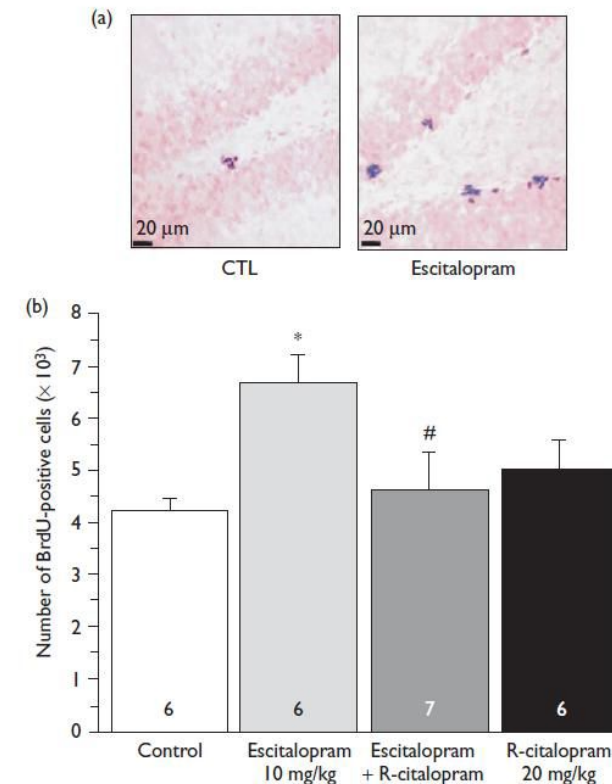 (a)
20 μm
20 μm
CTL
Escitalopram
(b)
Number of BrdU-positive cells (× 10³)
8
7
6
5
4
3
2
1
0
*
#
6
6
7
6
Control
Escitalopram
10 mg/kg
Escitalopram
+ R-citalopram
R-citalopram
20 mg/kg